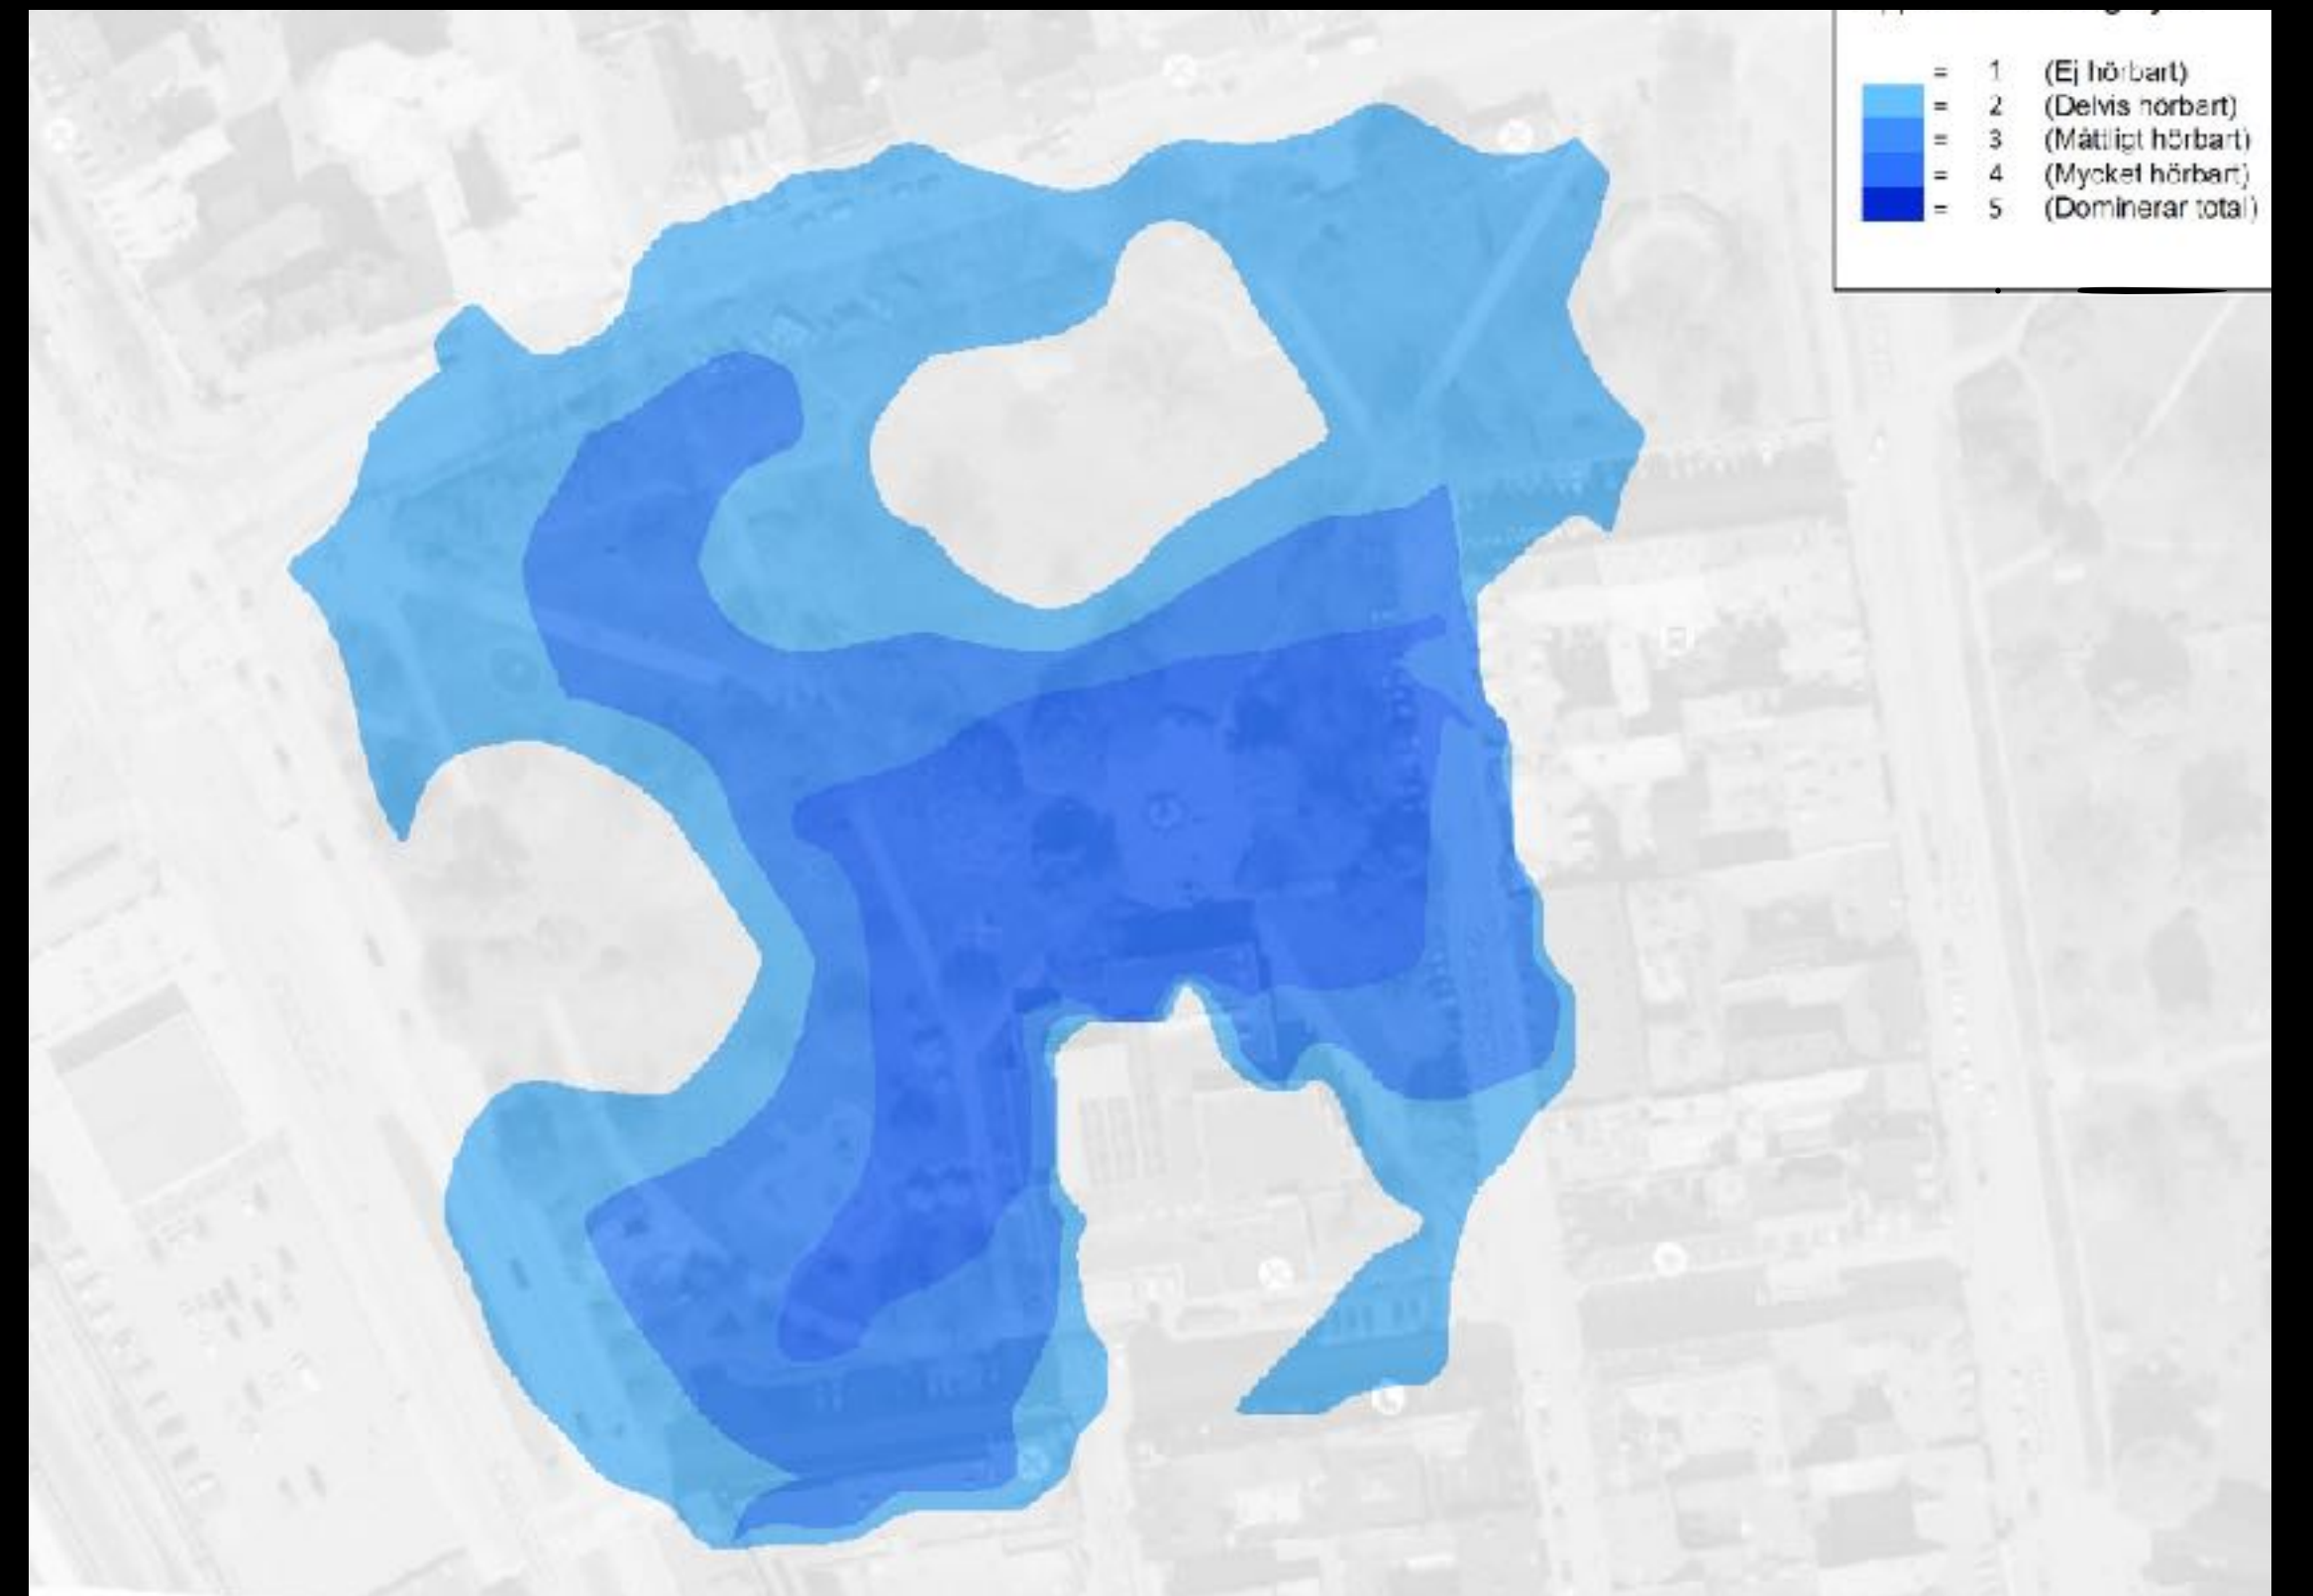 = 1 (Ej hörbart)
= 2 (Delvis hörbart)
= 3 (Måttligt hörbart)
= 4 (Mycket hörbart)
= 5 (Dominerar total)